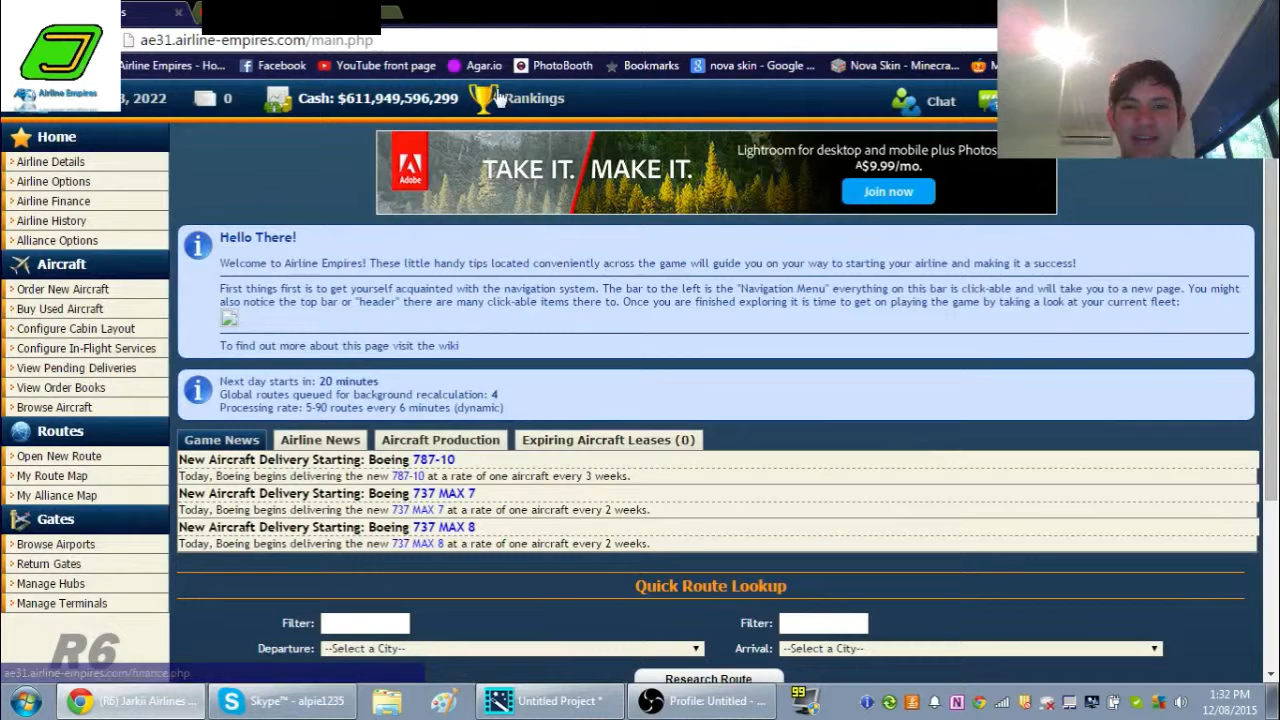 s
ae31.airline-empires.com/main.php
Airline Empires - Ho...
Facebook
YouTube front page
Agar.io
PhotoBooth
Bookmarks
nova skin - Google ...
Nova Skin - Minecra...
J
Airline Empires
3, 2022
0
Cash: $611,949,596,299
Rankings
Chat
Home
Airline Details
Airline Options
Airline Finance
Airline History
Alliance Options
Aircraft
Order New Aircraft
Buy Used Aircraft
Configure Cabin Layout
Configure In-Flight Services
View Pending Deliveries
View Order Books
Browse Aircraft
Routes
Open New Route
My Route Map
My Alliance Map
Gates
Browse Airports
Return Gates
Manage Hubs
Manage Terminals
R6
Adobe
TAKE IT. MAKE IT.
Lightroom for desktop and mobile plus Photos
A$9.99/mo.
Join now
Hello There!
Welcome to Airline Empires! These little handy tips located conveniently across the game will guide you on your way to starting your airline and making it a success!
First things first is to get yourself acquainted with the navigation system. The bar to the left is the "Navigation Menu" everything on this bar is click-able and will take you to a new page. You might
also notice the top bar or "header" there are many click-able items there to. Once you are finished exploring it is time to get on playing the game by taking a look at your current fleet:
To find out more about this page visit the wiki
Next day starts in: 20 minutes
Global routes queued for background recalculation: 4
Processing rate: 5-90 routes every 6 minutes (dynamic)
Game News
Airline News
Aircraft Production
Expiring Aircraft Leases (0)
New Aircraft Delivery Starting: Boeing 787-10
Today, Boeing begins delivering the new 787-10 at a rate of one aircraft every 3 weeks.
New Aircraft Delivery Starting: Boeing 737 MAX 7
Today, Boeing begins delivering the new 737 MAX 7 at a rate of one aircraft every 2 weeks.
New Aircraft Delivery Starting: Boeing 737 MAX 8
Today, Boeing begins delivering the new 737 MAX 8 at a rate of one aircraft every 2 weeks.
Quick Route Lookup
Filter:
Filter:
Departure:
--Select a City--
Arrival:
--Select a City--
Research Route
ae31.airline-empires.com/finance.php
(R6) Jarkii Airlines ...
Skype™ - alpie1235
Untitled Project *
Profile: Untitled - ...
99
1:32 PM
12/08/2015